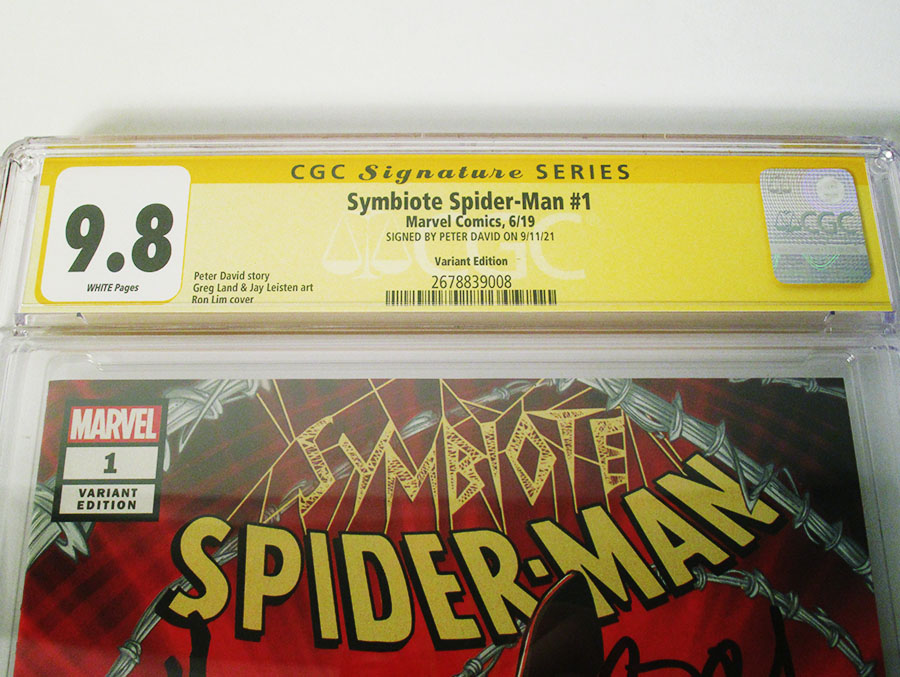 CGC Signature SERIES
9.8
WHITE Pages
Symbiote Spider-Man #1
Marvel Comics, 6/19
SIGNED BY PETER DAVID ON 9/11/21
Variant Edition
2678839008
Peter David story
Greg Land & Jay Leisten art
Ron Lim cover
CGC
CGC
MARVEL
1
VARIANT
EDITION
SYMBIOTE
SPIDER-MAN